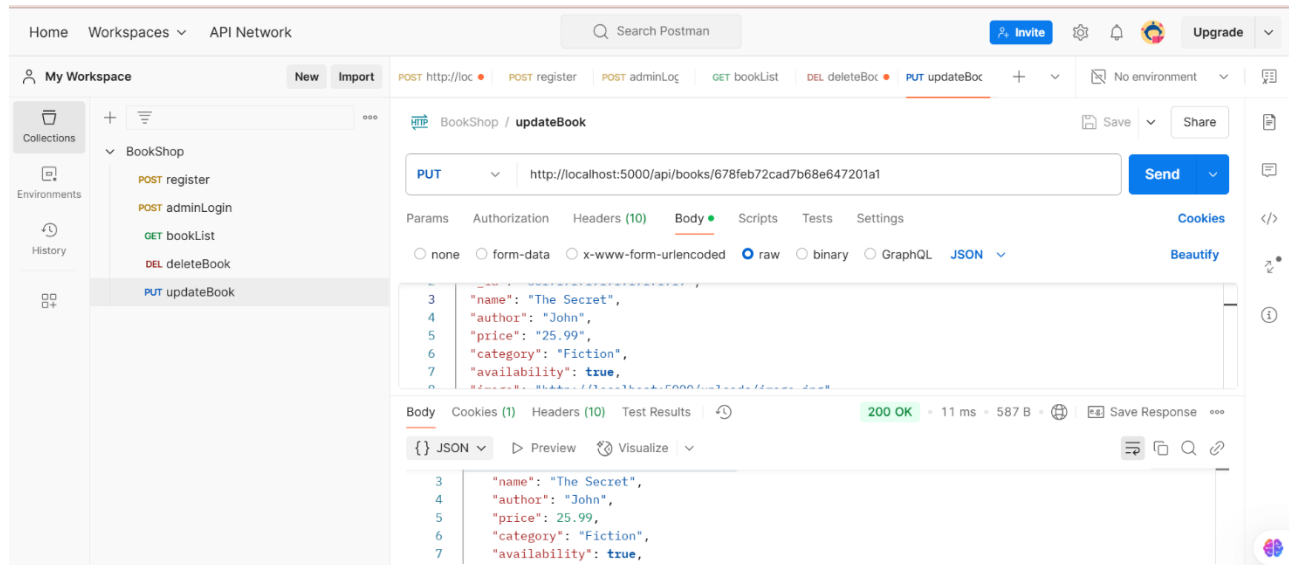 Home Workspaces API Network Search Postman Invite Upgrade
My Workspace New Import POST http://loc POST register POST adminLog GET bookList DEL deleteBoc PUT updateBoc No environment
Collections
Environments
History
BookShop
POST register
POST adminLogin
GET bookList
DEL deleteBook
PUT updateBook
HTTP BookShop / updateBook Save Share
PUT http://localhost:5000/api/books/678feb72cad7b68e647201a1 Send
Params Authorization Headers (10) Body Scripts Tests Settings Cookies
none form-data x-www-form-urlencoded raw binary GraphQL JSON Beautify
3 "name": "The Secret",
4 "author": "John",
5 "price": "25.99",
6 "category": "Fiction",
7 "availability": true,
Body Cookies (1) Headers (10) Test Results 200 OK 11 ms 587 B e.g. Save Response
{} JSON Preview Visualize
3 "name": "The Secret",
4 "author": "John",
5 "price": 25.99,
6 "category": "Fiction",
7 "availability": true,